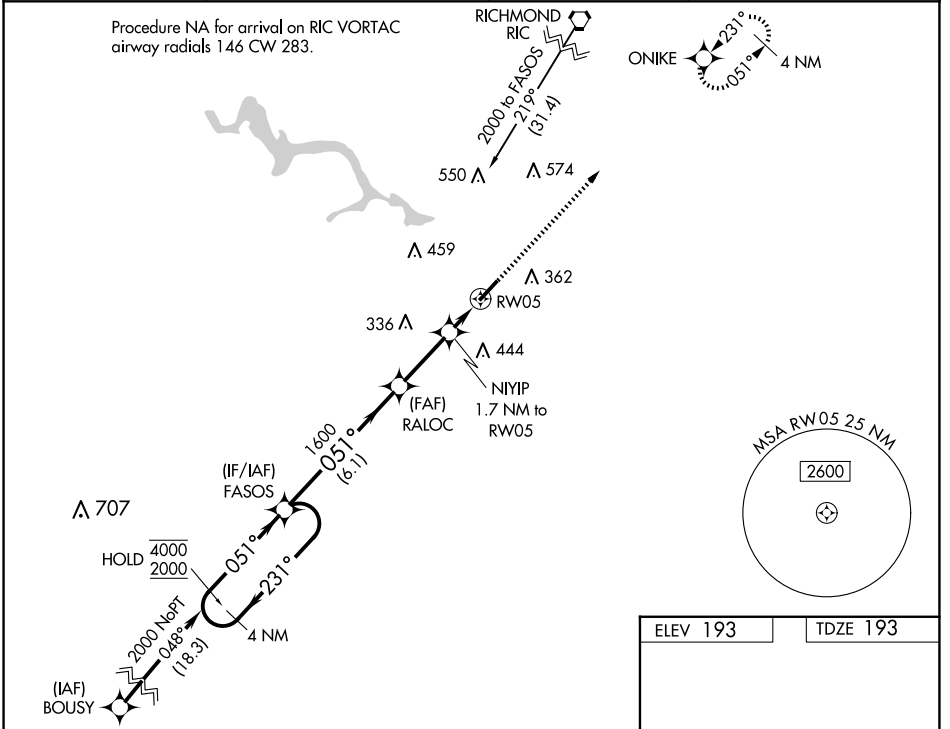 Procedure NA for arrival on RIC VORTAC
airway radials 146 CW 283.
RICHMOND
RIC
2000 to FASOS
219°
(31.4)
ONIKE
231°
051°
4 NM
550
574
459
362
RW05
336
444
NIYIP
1.7 NM to
RW05
(FAF)
RALOC
1600
051°
(6.1)
(IF/IAF)
FASOS
707
HOLD
4000
2000
051°
231°
4 NM
2000 NoPT
048°
(18.3)
(IAF)
BOUSY
MSA RW05 25 NM
2600
ELEV 193
TDZE 193